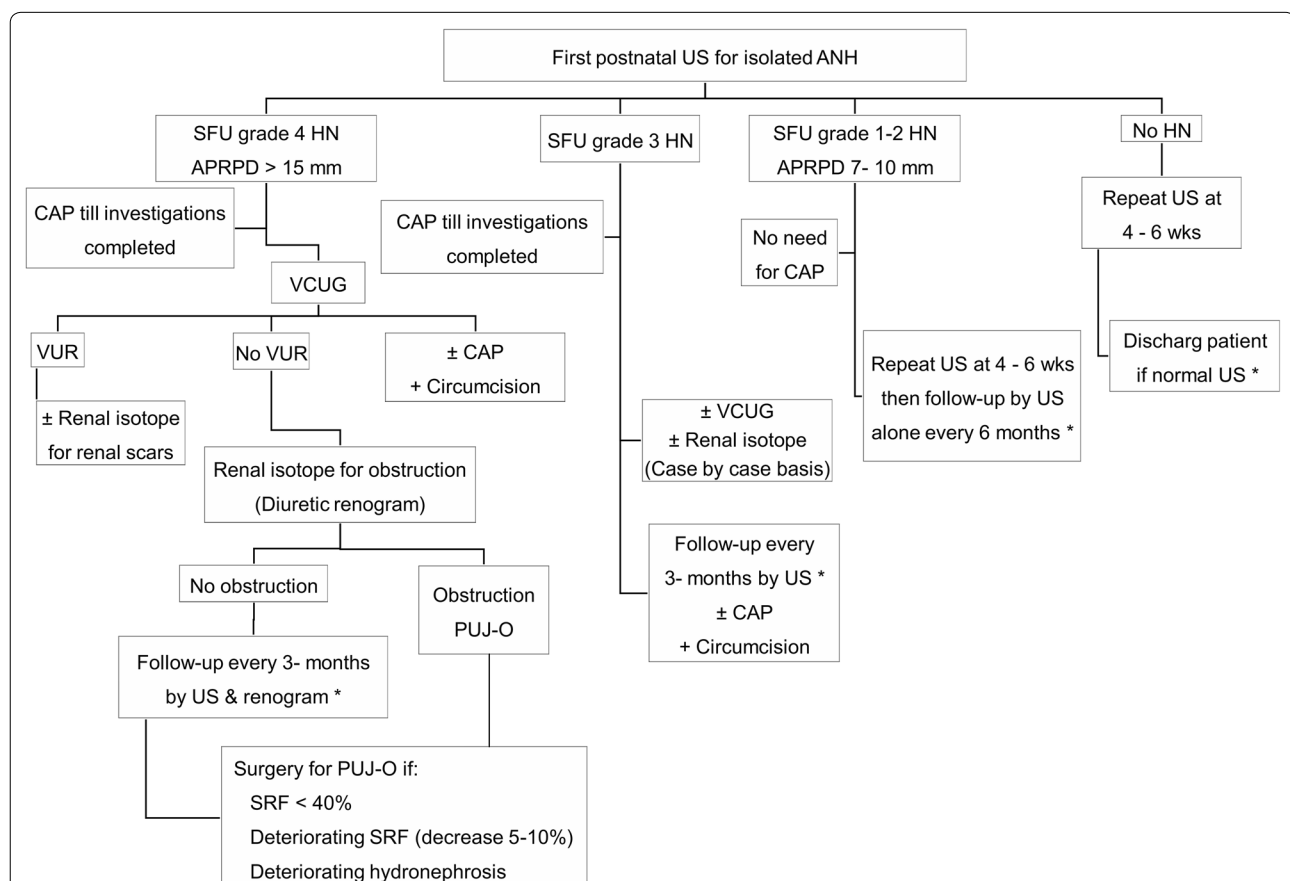 First postnatal US for isolated ANH
SFU grade 4 HN
APRPD > 15 mm
SFU grade 3 HN
SFU grade 1-2 HN
APRPD 7- 10 mm
No HN
CAP till investigations
completed
CAP till investigations
completed
No need
for CAP
Repeat US at
4 - 6 wks
VCUG
VUR
No VUR
± CAP
+ Circumcision
Repeat US at 4 - 6 wks
then follow-up by US
alone every 6 months *
Discharg patient
if normal US *
± Renal isotope
for renal scars
± VCUG
± Renal isotope
(Case by case basis)
Renal isotope for obstruction
(Diuretic renogram)
Follow-up every
3- months by US *
± CAP
+ Circumcision
No obstruction
Obstruction
PUJ-O
Follow-up every 3- months
by US & renogram *
Surgery for PUJ-O if:
SRF < 40%
Deteriorating SRF (decrease 5-10%)
Deteriorating hydronephrosis